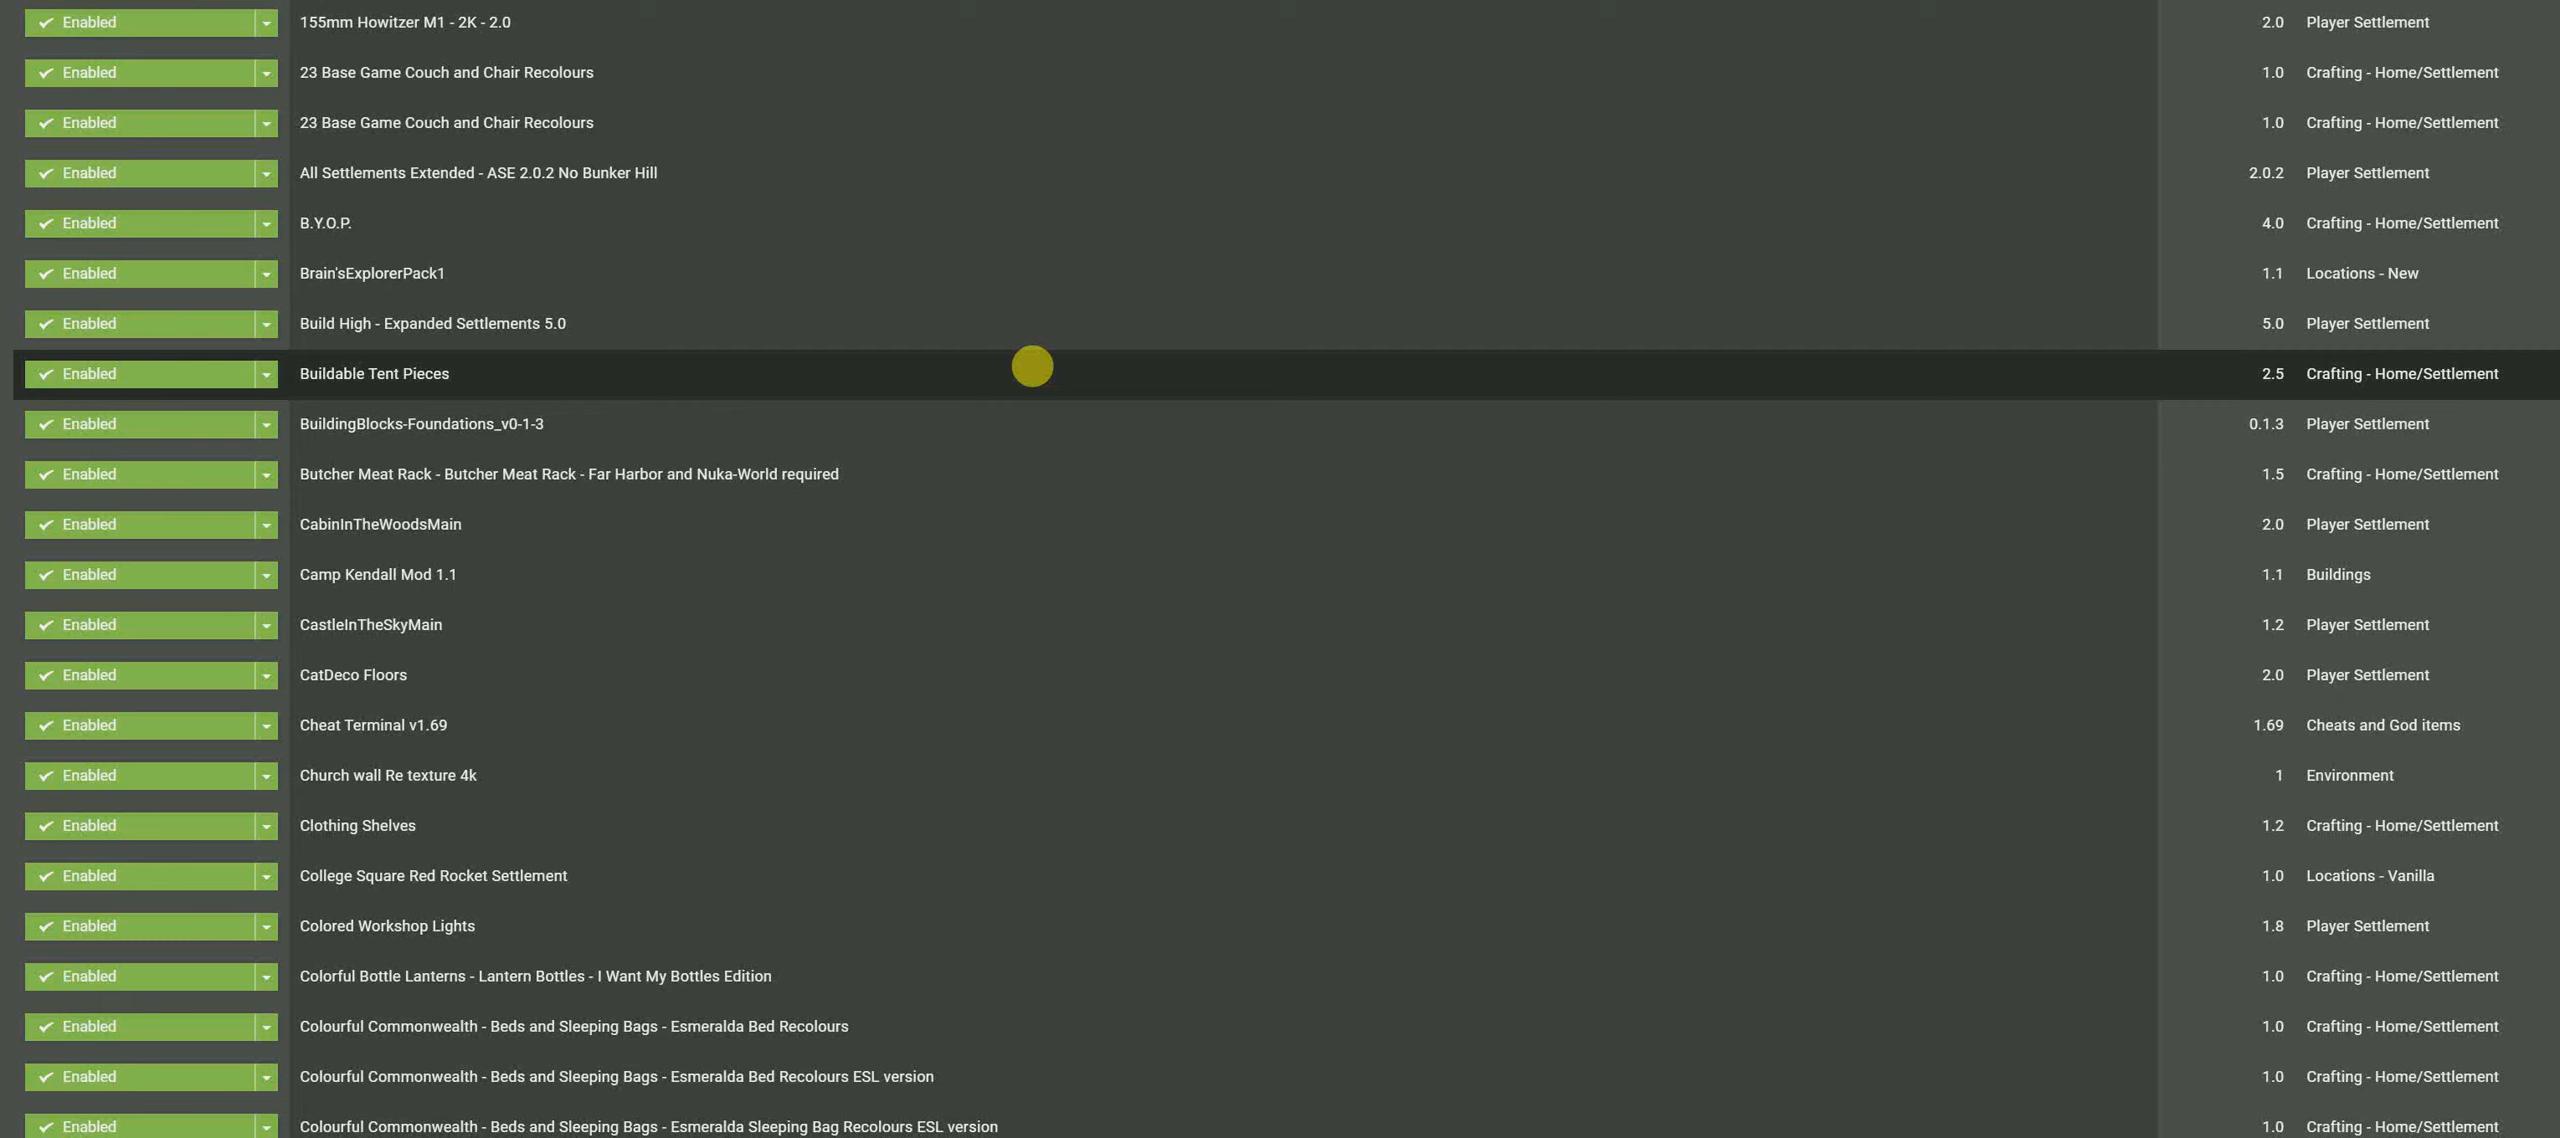 Enabled 155mm Howitzer M1 - 2K - 2.0 2.0 Player Settlement
Enabled 23 Base Game Couch and Chair Recolours 1.0 Crafting - Home/Settlement
Enabled 23 Base Game Couch and Chair Recolours 1.0 Crafting - Home/Settlement
Enabled All Settlements Extended - ASE 2.0.2 No Bunker Hill 2.0.2 Player Settlement
Enabled B.Y.O.P. 4.0 Crafting - Home/Settlement
Enabled Brain'sExplorerPack1 1.1 Locations - New
Enabled Build High - Expanded Settlements 5.0 5.0 Player Settlement
Enabled Buildable Tent Pieces 2.5 Crafting - Home/Settlement
Enabled BuildingBlocks-Foundations_v0-1-3 0.1.3 Player Settlement
Enabled Butcher Meat Rack - Butcher Meat Rack - Far Harbor and Nuka-World required 1.5 Crafting - Home/Settlement
Enabled CabinInTheWoodsMain 2.0 Player Settlement
Enabled Camp Kendall Mod 1.1 1.1 Buildings
Enabled CastleInTheSkyMain 1.2 Player Settlement
Enabled CatDeco Floors 2.0 Player Settlement
Enabled Cheat Terminal v1.69 1.69 Cheats and God items
Enabled Church wall Re texture 4k 1 Environment
Enabled Clothing Shelves 1.2 Crafting - Home/Settlement
Enabled College Square Red Rocket Settlement 1.0 Locations - Vanilla
Enabled Colored Workshop Lights 1.8 Player Settlement
Enabled Colorful Bottle Lanterns - Lantern Bottles - I Want My Bottles Edition 1.0 Crafting - Home/Settlement
Enabled Colourful Commonwealth - Beds and Sleeping Bags - Esmeralda Bed Recolours 1.0 Crafting - Home/Settlement
Enabled Colourful Commonwealth - Beds and Sleeping Bags - Esmeralda Bed Recolours ESL version 1.0 Crafting - Home/Settlement
Enabled Colourful Commonwealth - Beds and Sleeping Bags - Esmeralda Sleeping Bag Recolours ESL version 1.0 Crafting - Home/Settlement